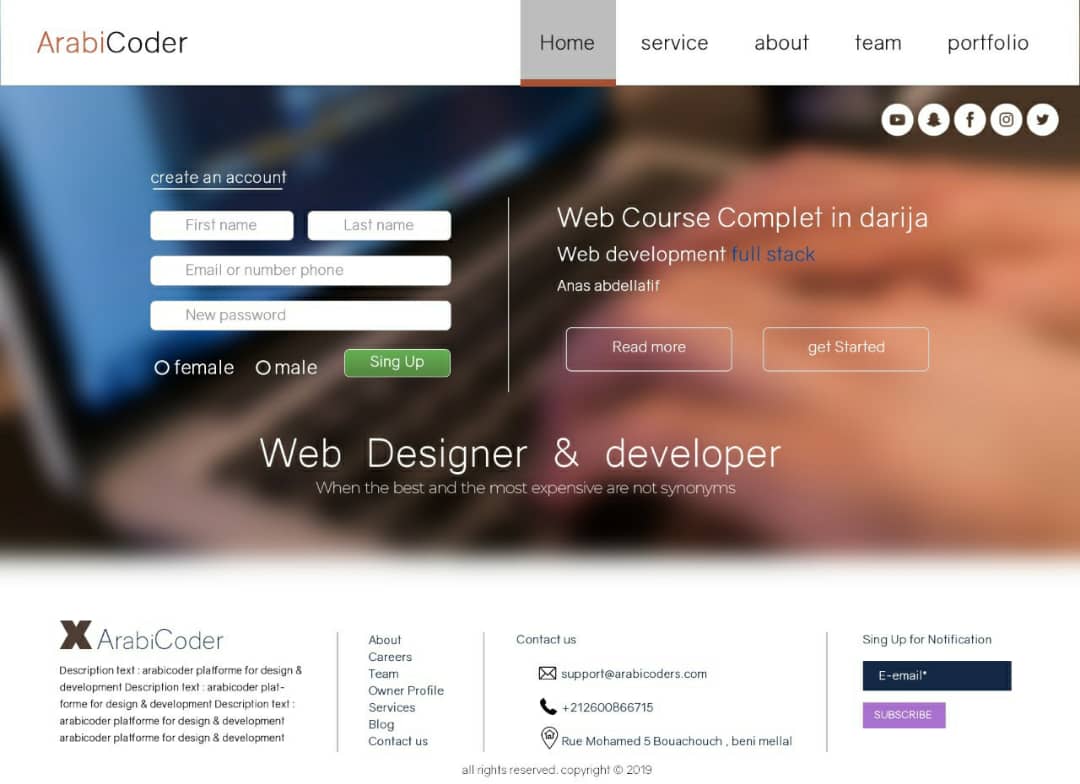 ArabiCoder
Home service about team portfolio
create an account
First name Last name
Email or number phone
New password
female male Sing Up
Web Course Complet in darija
Web development full stack
Anas abdellatif
Read more get Started
Web Designer & developer
When the best and the most expensive are not synonyms
X ArabiCoder
Description text : arabicoder platforme for design &
development Description text : arabicoder plat-
forme for design & development Description text :
arabicoder platforme for design & development
arabicoder platforme for design & development
About
Careers
Team
Owner Profile
Services
Blog
Contact us
Contact us
support@arabicoders.com
+212600866715
Rue Mohamed 5 Bouachouch , beni mellal
Sing Up for Notification
E-email*
SUBSCRIBE
all rights reserved. copyright © 2019